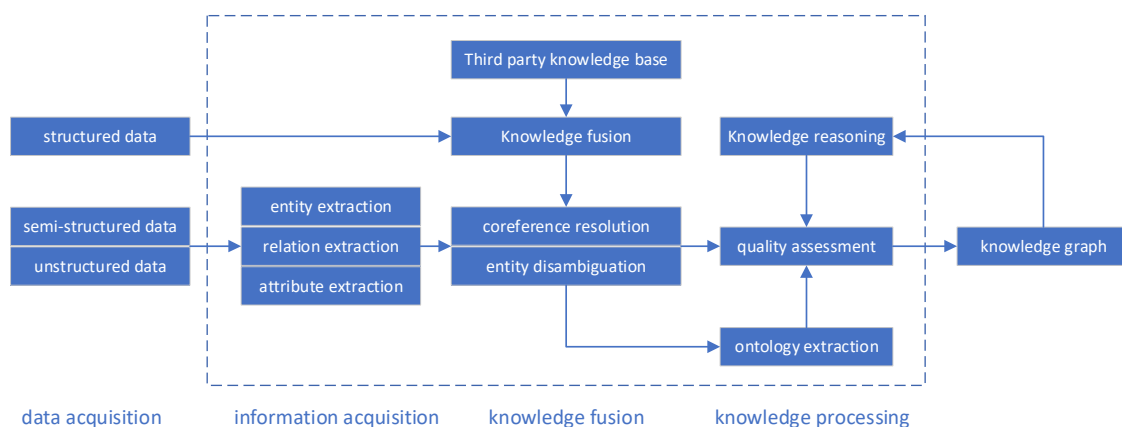 Third party knowledge base
structured data
Knowledge fusion
Knowledge reasoning
entity extraction
semi-structured data
coreference resolution
relation extraction
quality assessment
knowledge graph
unstructured data
entity disambiguation
attribute extraction
ontology extraction
data acquisition
information acquisition
knowledge fusion
knowledge processing